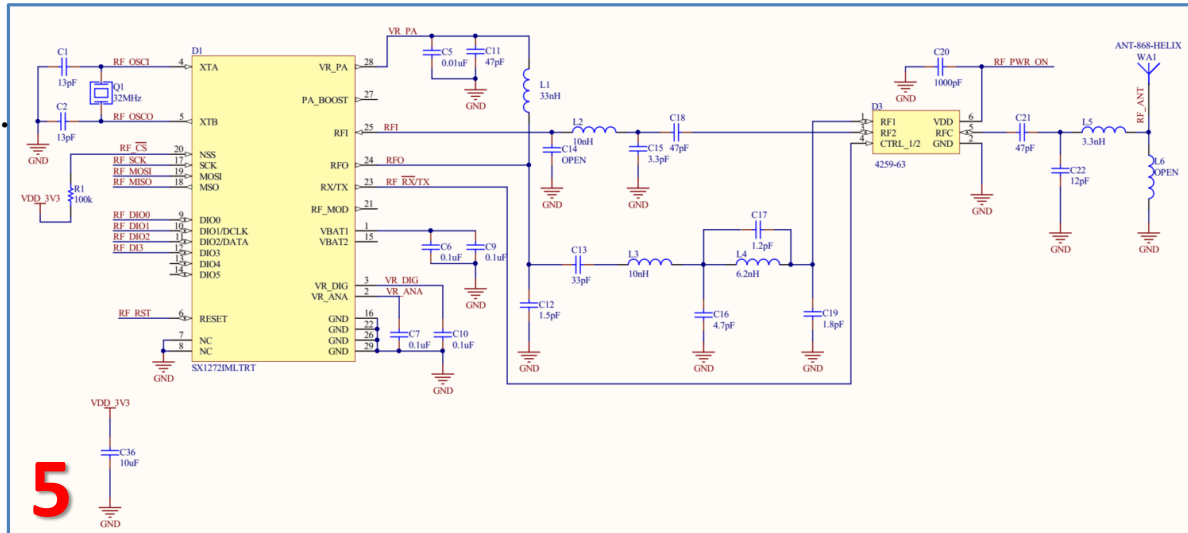 C1
13pF
RF_OSCI
4
XTA
Q1
32MHz
C2
13pF
RF_OSCO
5
XTB
GND
D1
RF_CS
20
NSS
RF_SCK
17
SCK
RF_MOSI
19
MOSI
RF_MISO
18
MSO
VDD_3V3
R1
100k
RF_DIO0
9
DIO0
RF_DIO1
10
DIO1/DCLK
RF_DIO2
11
DIO2/DATA
RF_DI3
12
DIO3
13
DIO4
14
DIO5
RF_RST
6
RESET
7
NC
8
NC
GND
SX1272IMLTRT
VR_PA
28
VR_PA
27
PA_BOOST
25
RFI
RFI
24
RFO
RFO
23
RX/TX
RF_RX/TX
21
RF_MOD
1
VBAT1
15
VBAT2
3
VR_DIG
VR_DIG
2
VR_ANA
VR_ANA
16
GND
22
GND
26
GND
29
GND
C5
0.01uF
C11
47pF
GND
L1
33nH
L2
10nH
C14
OPEN
GND
C15
3.3pF
GND
C18
47pF
C6
0.1uF
C9
0.1uF
GND
C7
0.1uF
C10
0.1uF
GND
C12
1.5pF
GND
C13
33pF
L3
10nH
C17
1.2pF
L4
6.2nH
C16
4.7pF
GND
C19
1.8pF
GND
C20
1000pF
GND
RF_PWR_ON
D3
1
RF1
3
RF2
4
CTRL_1/2
VDD
6
RFC
5
GND
2
4259-63
GND
C21
47pF
C22
12pF
GND
L5
3.3nH
ANT-868-HELIX
WA1
RF_ANT
L6
OPEN
GND
VDD_3V3
C36
10uF
GND
5